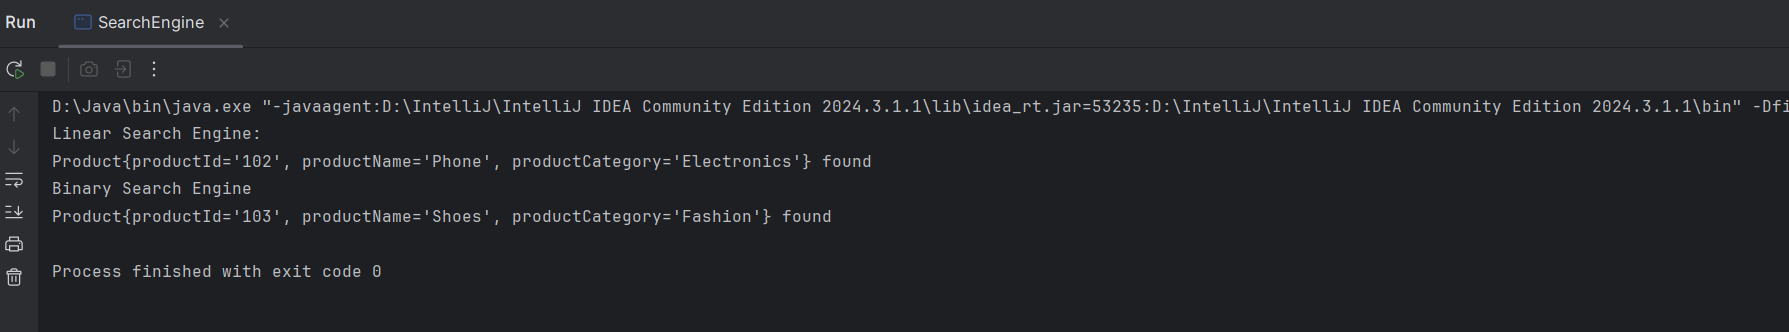 Run SearchEngine
D:\Java\bin\java.exe "-javaagent:D:\IntelliJ\IntelliJ IDEA Community Edition 2024.3.1.1\lib\idea_rt.jar=53235:D:\IntelliJ\IntelliJ IDEA Community Edition 2024.3.1.1\bin" -Dfi
Linear Search Engine:
Product{productId='102', productName='Phone', productCategory='Electronics'} found
Binary Search Engine
Product{productId='103', productName='Shoes', productCategory='Fashion'} found
Process finished with exit code 0